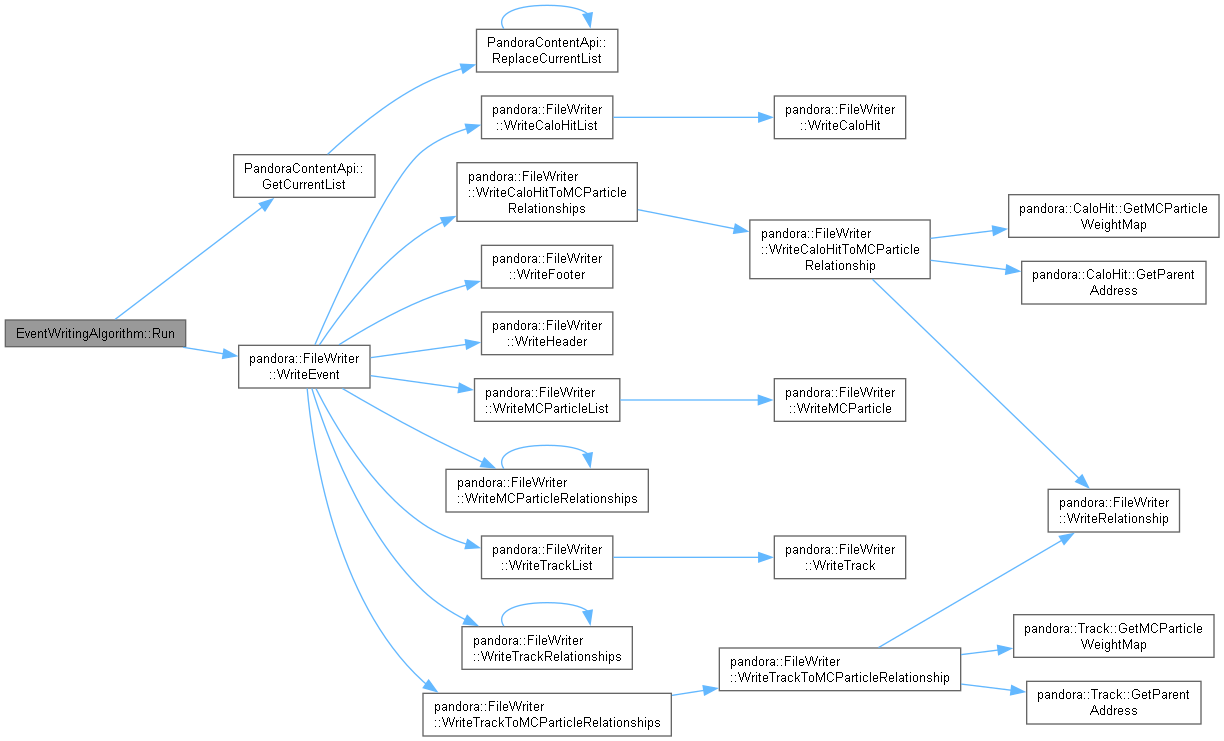 PandoraContentApi::
ReplaceCurrentList
pandora::FileWriter
::WriteCaloHitList
pandora::FileWriter
::WriteCaloHit
PandoraContentApi::
GetCurrentList
pandora::FileWriter
::WriteCaloHitToMCParticle
Relationships
pandora::CaloHit::GetMCParticle
WeightMap
pandora::FileWriter
::WriteCaloHitToMCParticle
Relationship
pandora::FileWriter
::WriteFooter
pandora::CaloHit::GetParent
Address
EventWritingAlgorithm::Run
pandora::FileWriter
::WriteHeader
pandora::FileWriter
::WriteEvent
pandora::FileWriter
::WriteMCParticleList
pandora::FileWriter
::WriteMCParticle
pandora::FileWriter
::WriteMCParticleRelationships
pandora::FileWriter
::WriteRelationship
pandora::FileWriter
::WriteTrackList
pandora::FileWriter
::WriteTrack
pandora::FileWriter
::WriteTrackRelationships
pandora::Track::GetMCParticle
WeightMap
pandora::FileWriter
::WriteTrackToMCParticleRelationship
pandora::Track::GetParent
Address
pandora::FileWriter
::WriteTrackToMCParticleRelationships